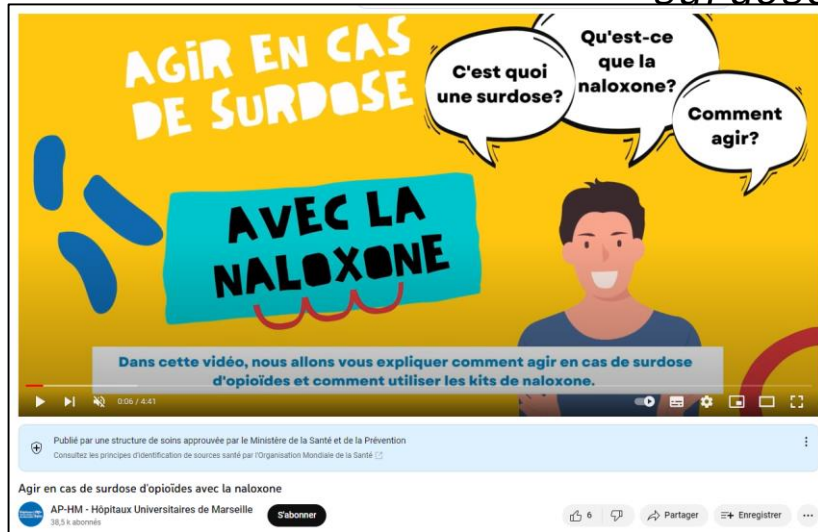 surdose
AGIR EN CAS
DE SURDOSE
C'est quoi
une surdose?
Qu'est-ce
que la
naloxone?
Comment
agir?
AVEC LA
NALOXONE
Dans cette vidéo, nous allons vous expliquer comment agir en cas de surdose
d'opioïdes et comment utiliser les kits de naloxone.
0:06 / 4:41
Publié par une structure de soins approuvée par le Ministère de la Santé et de la Prévention
Consultez les principes d'identification de sources santé par l'Organisation Mondiale de la Santé
Agir en cas de surdose d'opioïdes avec la naloxone
AP-HM - Hôpitaux Universitaires de Marseille
38,5 k abonnés
S'abonner
6
Partager
Enregistrer